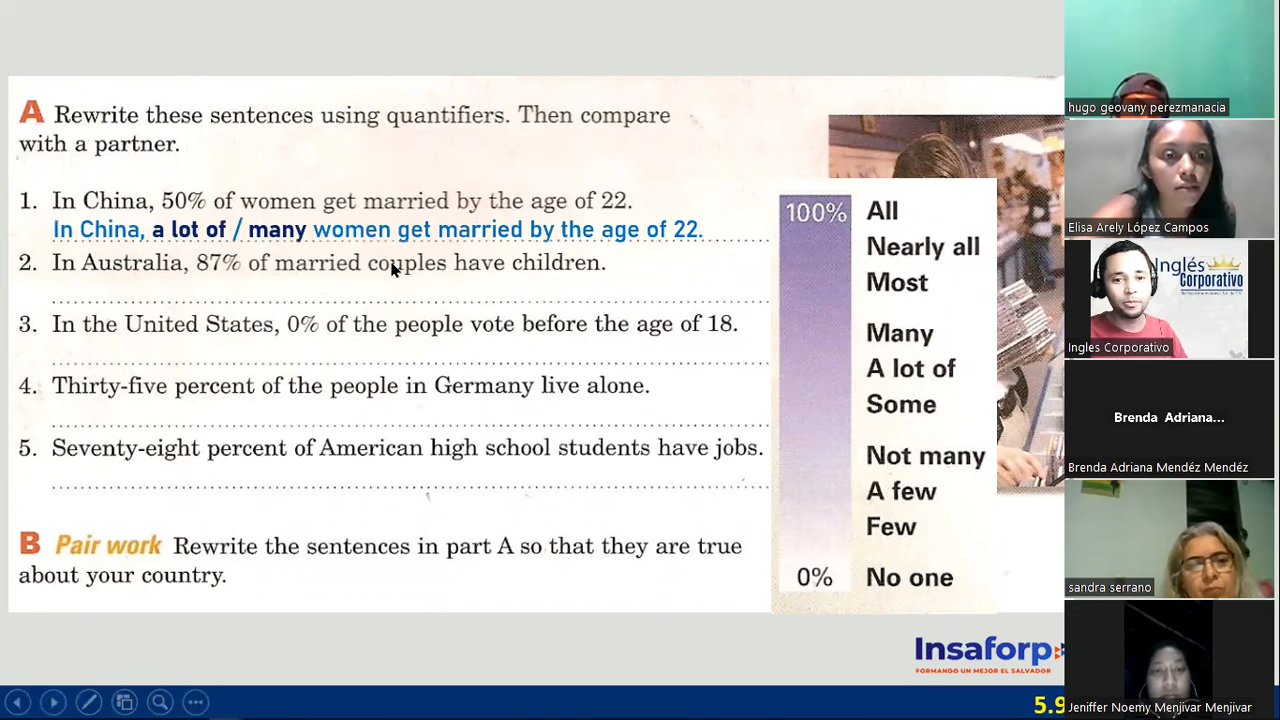 A Rewrite these sentences using quantifiers. Then compare
with a partner.
1. In China, 50% of women get married by the age of 22.
In China, a lot of / many women get married by the age of 22.
2. In Australia, 87% of married couples have children.
3. In the United States, 0% of the people vote before the age of 18.
4. Thirty-five percent of the people in Germany live alone.
5. Seventy-eight percent of American high school students have jobs.
B Pair work Rewrite the sentences in part A so that they are true
about your country.
100% All
Nearly all
Most
Many
A lot of
Some
Not many
A few
Few
0% No one
Insaforp
FORMANDO UN MEJOR EL SALVADOR
5.9
hugo geovany perezmanacia
Elisa Arely López Campos
Inglés
Corporativo
Ingles Corporativo
Brenda Adriana...
Brenda Adriana Mendéz Mendéz
sandra serrano
Jeniffer Noemy Menjivar Menjivar